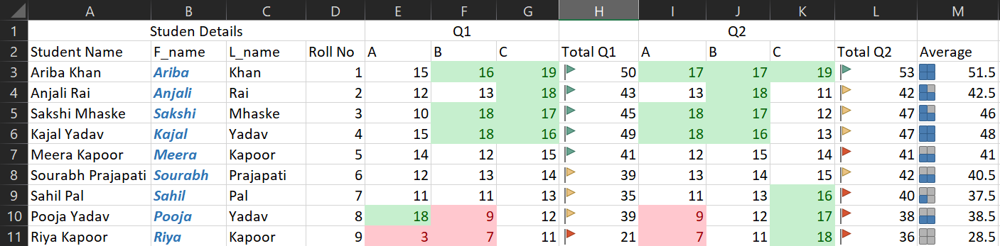 A B C D E F G H I J K L M
1 Studen Details Q1 Q2
2 Student Name F_name L_name Roll No A B C Total Q1 A B C Total Q2 Average
3 Ariba Khan Ariba Khan 1 15 16 19 50 17 17 19 53 51.5
4 Anjali Rai Anjali Rai 2 12 13 18 43 13 18 11 42 42.5
5 Sakshi Mhaske Sakshi Mhaske 3 10 18 17 45 18 17 12 47 46
6 Kajal Yadav Kajal Yadav 4 15 18 16 49 18 16 13 47 48
7 Meera Kapoor Meera Kapoor 5 14 12 15 41 12 15 14 41 41
8 Sourabh Prajapati Sourabh Prajapati 6 12 13 14 39 13 14 15 42 40.5
9 Sahil Pal Sahil Pal 7 11 11 13 35 11 13 16 40 37.5
10 Pooja Yadav Pooja Yadav 8 18 9 12 39 9 12 17 38 38.5
11 Riya Kapoor Riya Kapoor 9 3 7 11 21 7 11 18 36 28.5